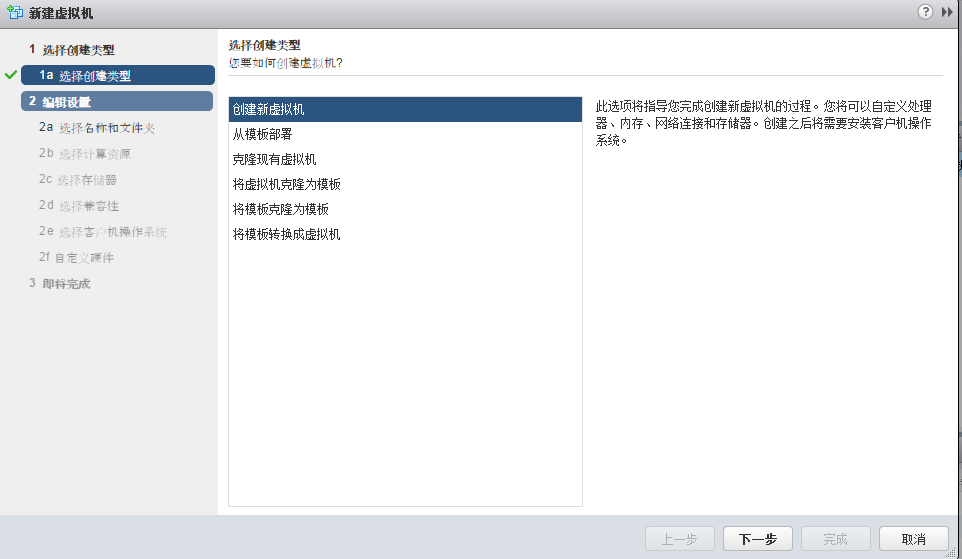 新建虚拟机
?
1 选择创建类型
1a 选择创建类型
2 编辑设置
2a 选择名称和文件夹
2b 选择计算资源
2c 选择存储器
2d 选择兼容性
2e 选择客户机操作系统
2f 自定义硬件
3 即将完成
选择创建类型
您要如何创建虚拟机?
创建新虚拟机
从模板部署
克隆现有虚拟机
将虚拟机克隆为模板
将模板克隆为模板
将模板转换成虚拟机
此选项将指导您完成创建新虚拟机的过程。您将可以自定义处理
器、内存、网络连接和存储器。创建之后将需要安装客户机操作
系统。
上一步
下一步
完成
取消